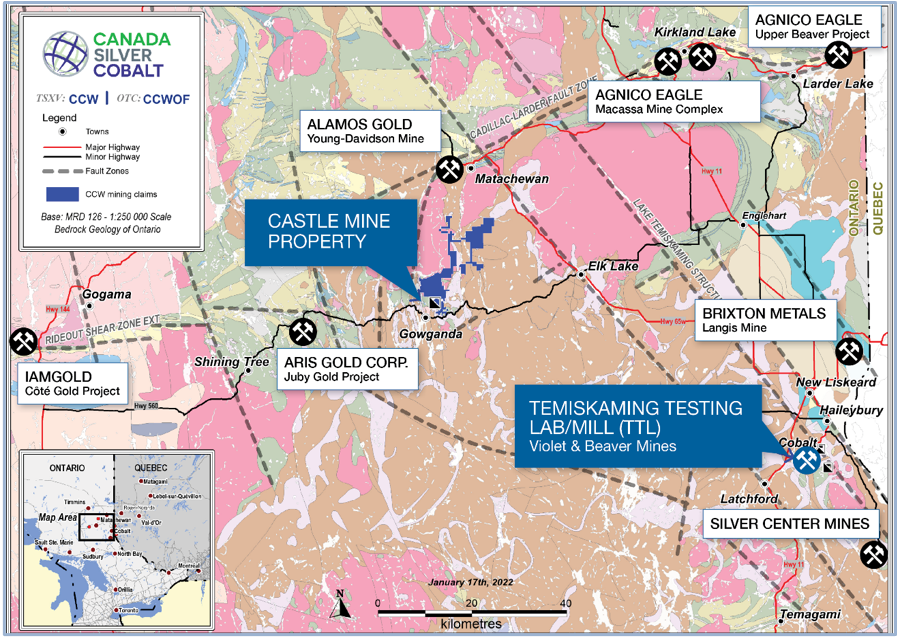 CANADA
SILVER
COBALT
TSXV: CCW | OTC: CCWOF
Legend
Towns
Major Highway
Minor Highway
Fault Zones
CCW mining claims
Base: MRD 126 - 1:250 000 Scale
Bedrock Geology of Ontario
AGNICO EAGLE
Upper Beaver Project
Kirkland Lake
Larder Lake
AGNICO EAGLE
Macassa Mine Complex
CADILLAC-LARDER FAULT ZONE
ALAMOS GOLD
Young-Davidson Mine
Matachewan
Hwy 11
LAKE TEMISKAMING STRUCTU
ONTARIO
QUEBEC
CASTLE MINE
PROPERTY
Englehart
Elk Lake
Gogama
Hwy 144
RIDEOUT SHEAR ZONE EXT
Gowganda
Hwy 65w
BRIXTON METALS
Langis Mine
Shining Tree
ARIS GOLD CORP.
Juby Gold Project
IAMGOLD
Côté Gold Project
Hwy 560
New Liskeard
Haileybury
TEMISKAMING TESTING
LAB/MILL (TTL)
Violet & Beaver Mines
Cobalt
Latchford
SILVER CENTER MINES
Hwy 11
Temagami
ONTARIO
QUEBEC
Matagami
Lebel-sur-Quévillon
Timmins
Map Area
Rouyn-Noranda
Val-d'Or
Matachewan
Cobalt
Sault Ste. Marie
Sudbury
North Bay
Montreal
Orillia
Toronto
January 17th, 2022
N
0
20
40
kilometres